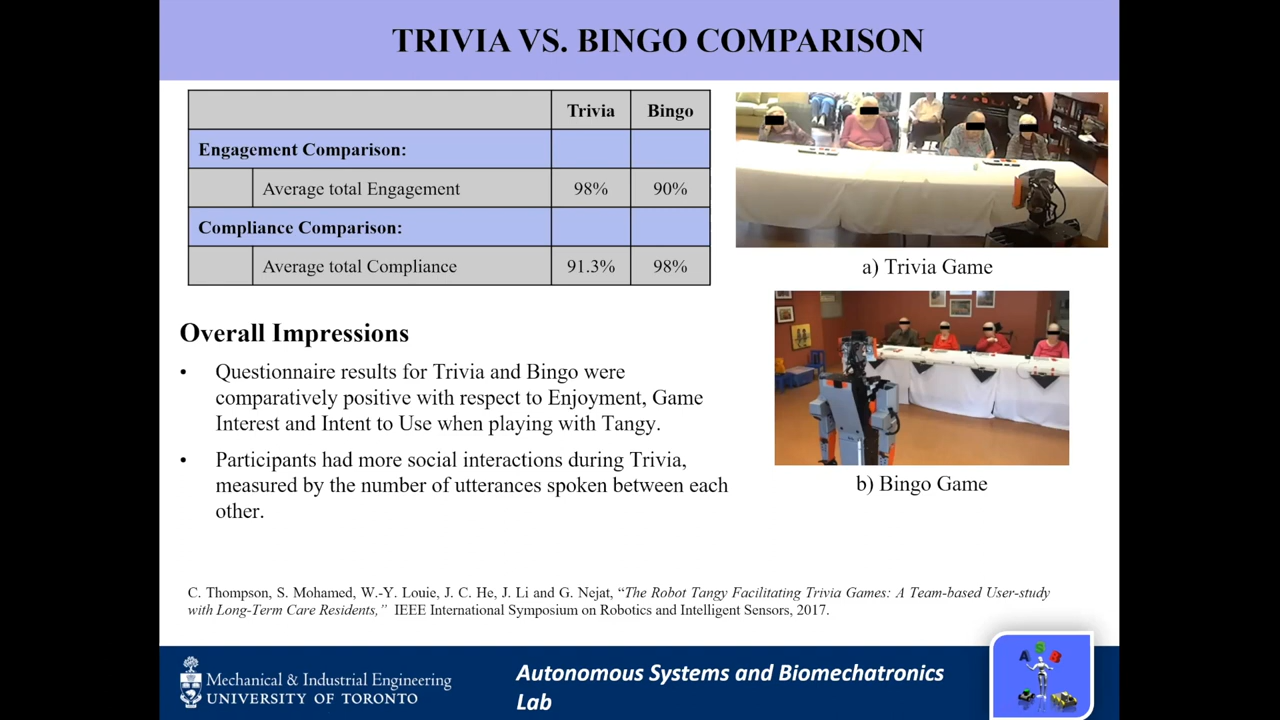 TRIVIA VS. BINGO COMPARISON
Trivia Bingo
Engagement Comparison:
Average total Engagement 98% 90%
Compliance Comparison:
Average total Compliance 91.3% 98%
a) Trivia Game
Overall Impressions
• Questionnaire results for Trivia and Bingo were
comparatively positive with respect to Enjoyment, Game
Interest and Intent to Use when playing with Tangy.
• Participants had more social interactions during Trivia,
measured by the number of utterances spoken between each
other.
b) Bingo Game
C. Thompson, S. Mohamed, W.-Y. Louie, J. C. He, J. Li and G. Nejat, “The Robot Tangy Facilitating Trivia Games: A Team-based User-study
with Long-Term Care Residents,” IEEE International Symposium on Robotics and Intelligent Sensors, 2017.
Mechanical & Industrial Engineering
UNIVERSITY OF TORONTO
Autonomous Systems and Biomechatronics
Lab
A S B